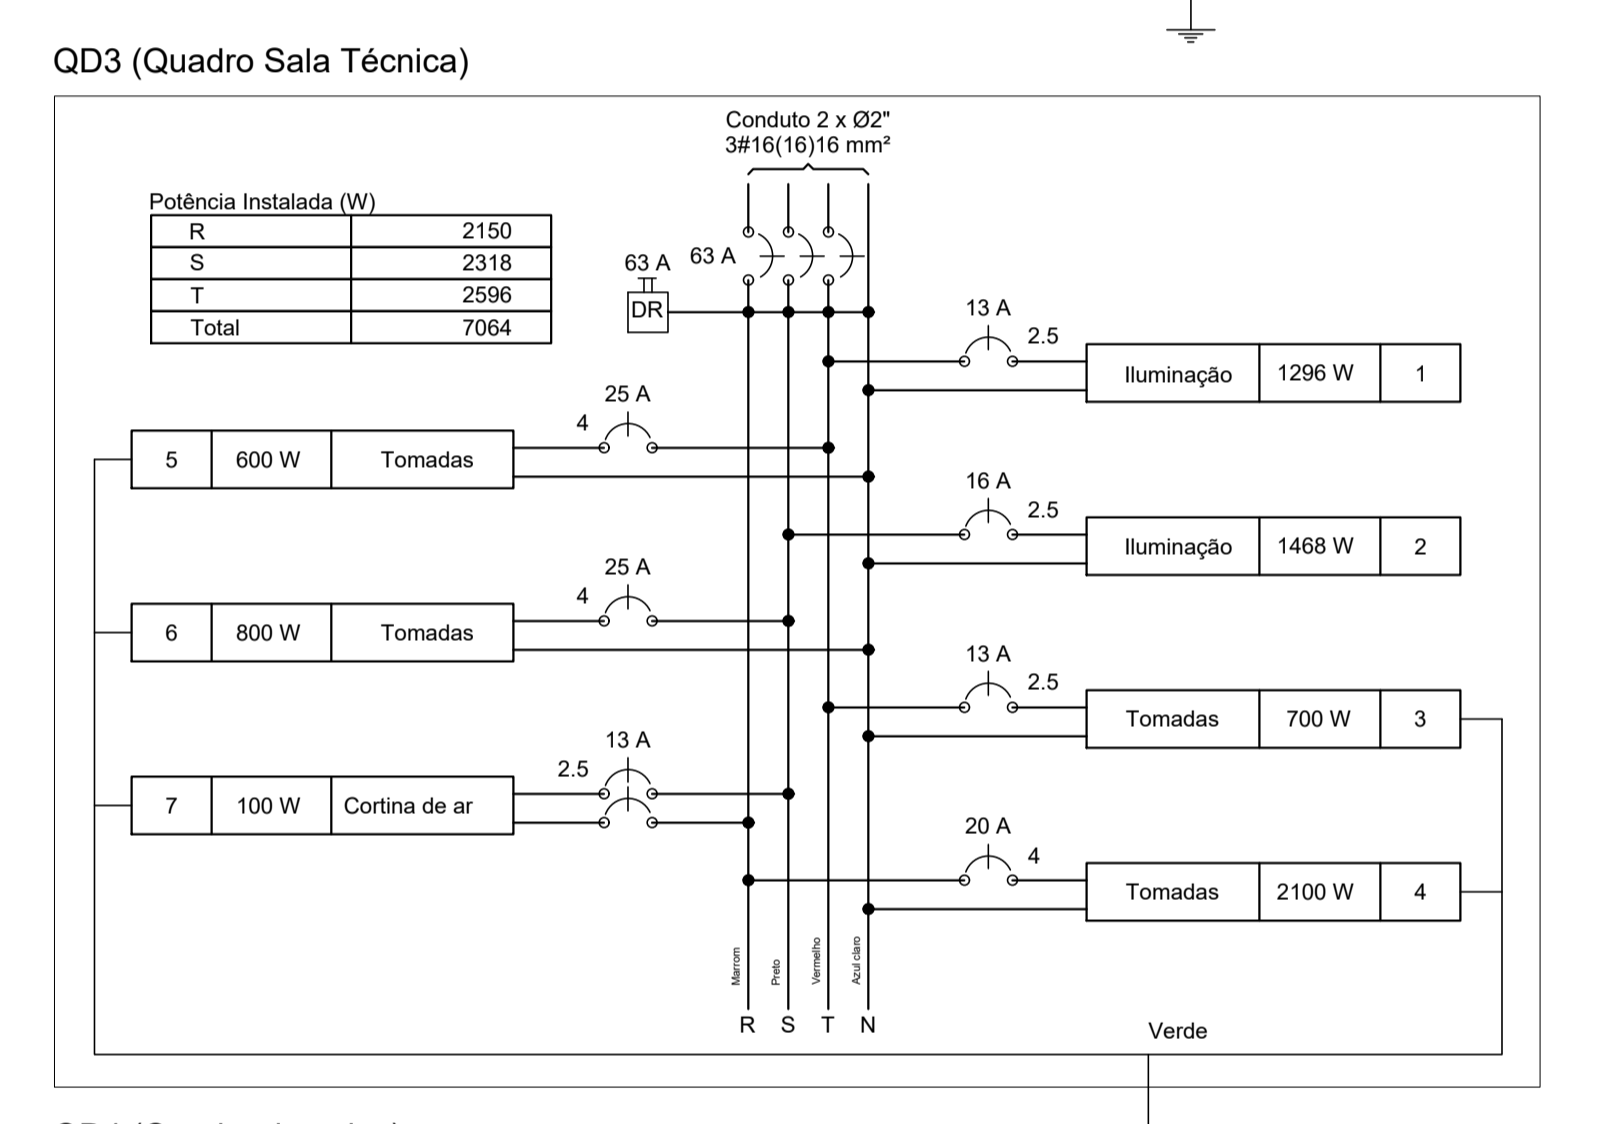 QD3 (Quadro Sala Técnica)
Conduto 2 x Ø2"
3#16(16)16 mm²
Potência Instalada (W)
R 2150
S 2318
T 2596
Total 7064
63 A
63 A
DR
13 A
2.5
Iluminação 1296 W 1
25 A
4
5 600 W Tomadas
16 A
2.5
Iluminação 1468 W 2
25 A
4
6 800 W Tomadas
13 A
2.5
Tomadas 700 W 3
13 A
2.5
7 100 W Cortina de ar
20 A
4
Tomadas 2100 W 4
Marrom
Preto
Vermelho
Azul claro
R S T N
Verde